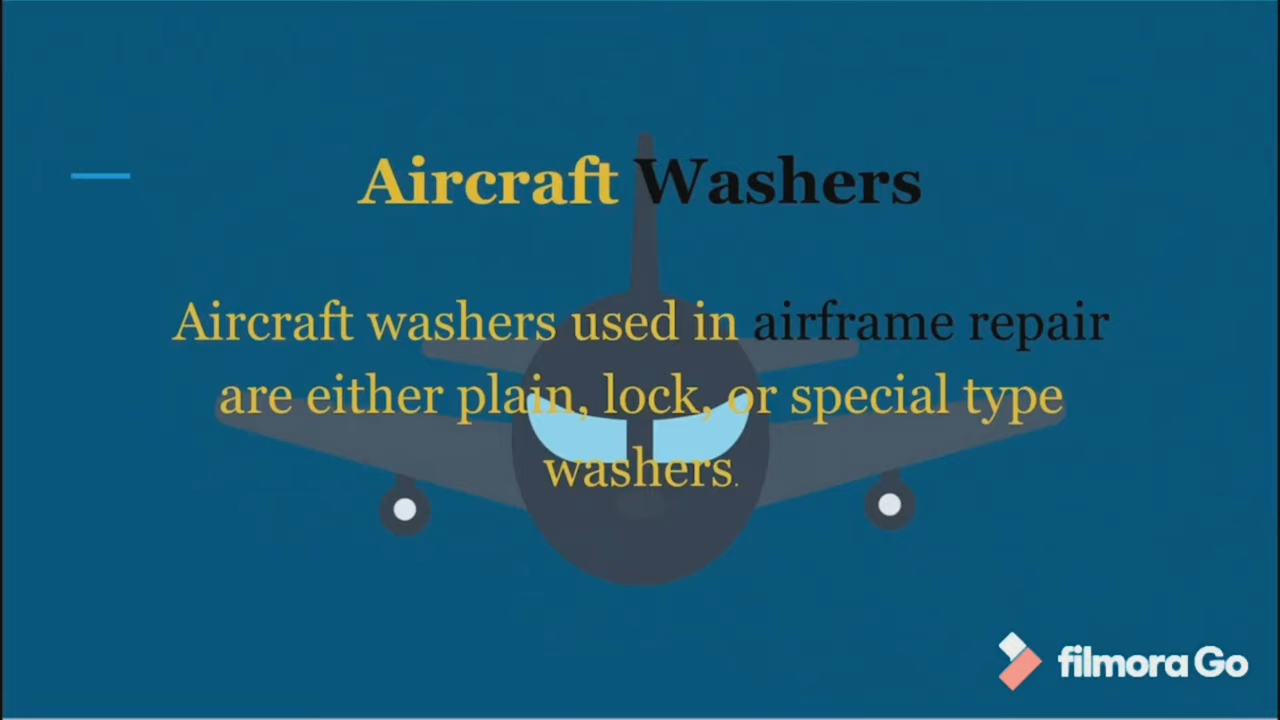 Aircraft Washers
Aircraft washers used in airframe repair
are either plain, lock, or special type
washers.
filmora Go